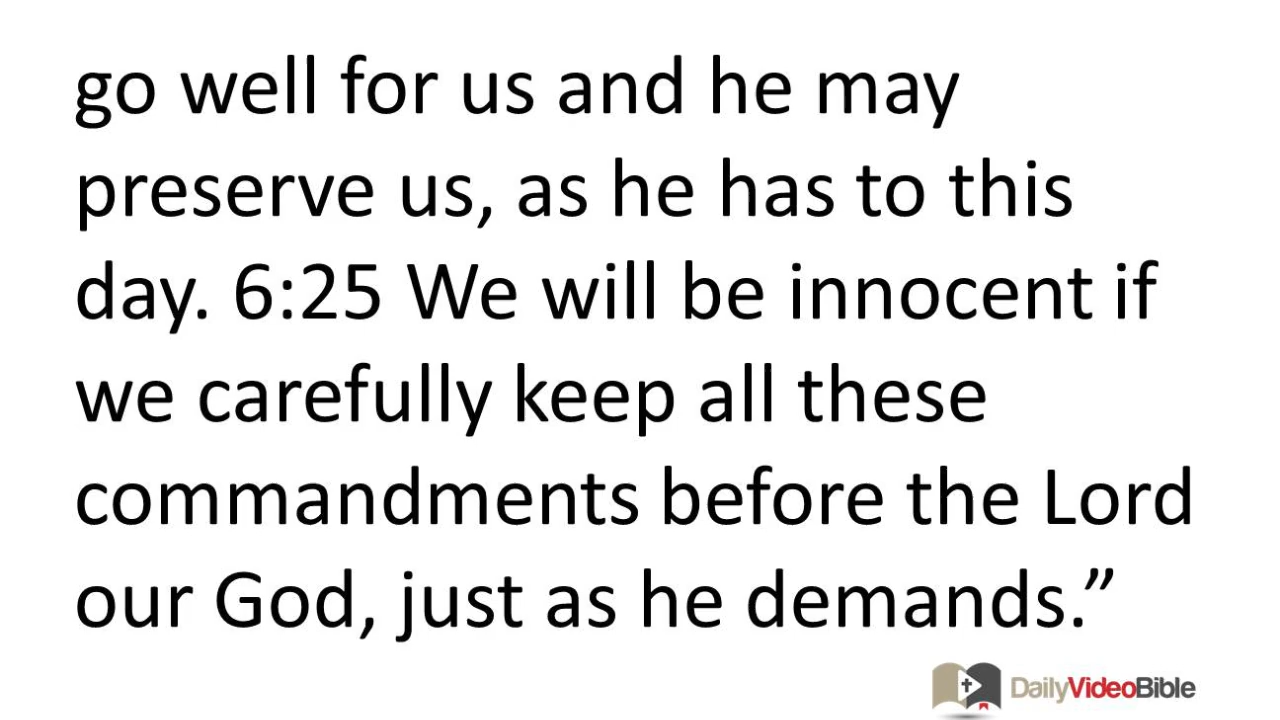 go well for us and he may
preserve us, as he has to this
day. 6:25 We will be innocent if
we carefully keep all these
commandments before the Lord
our God, just as he demands.”
DailyVideoBible